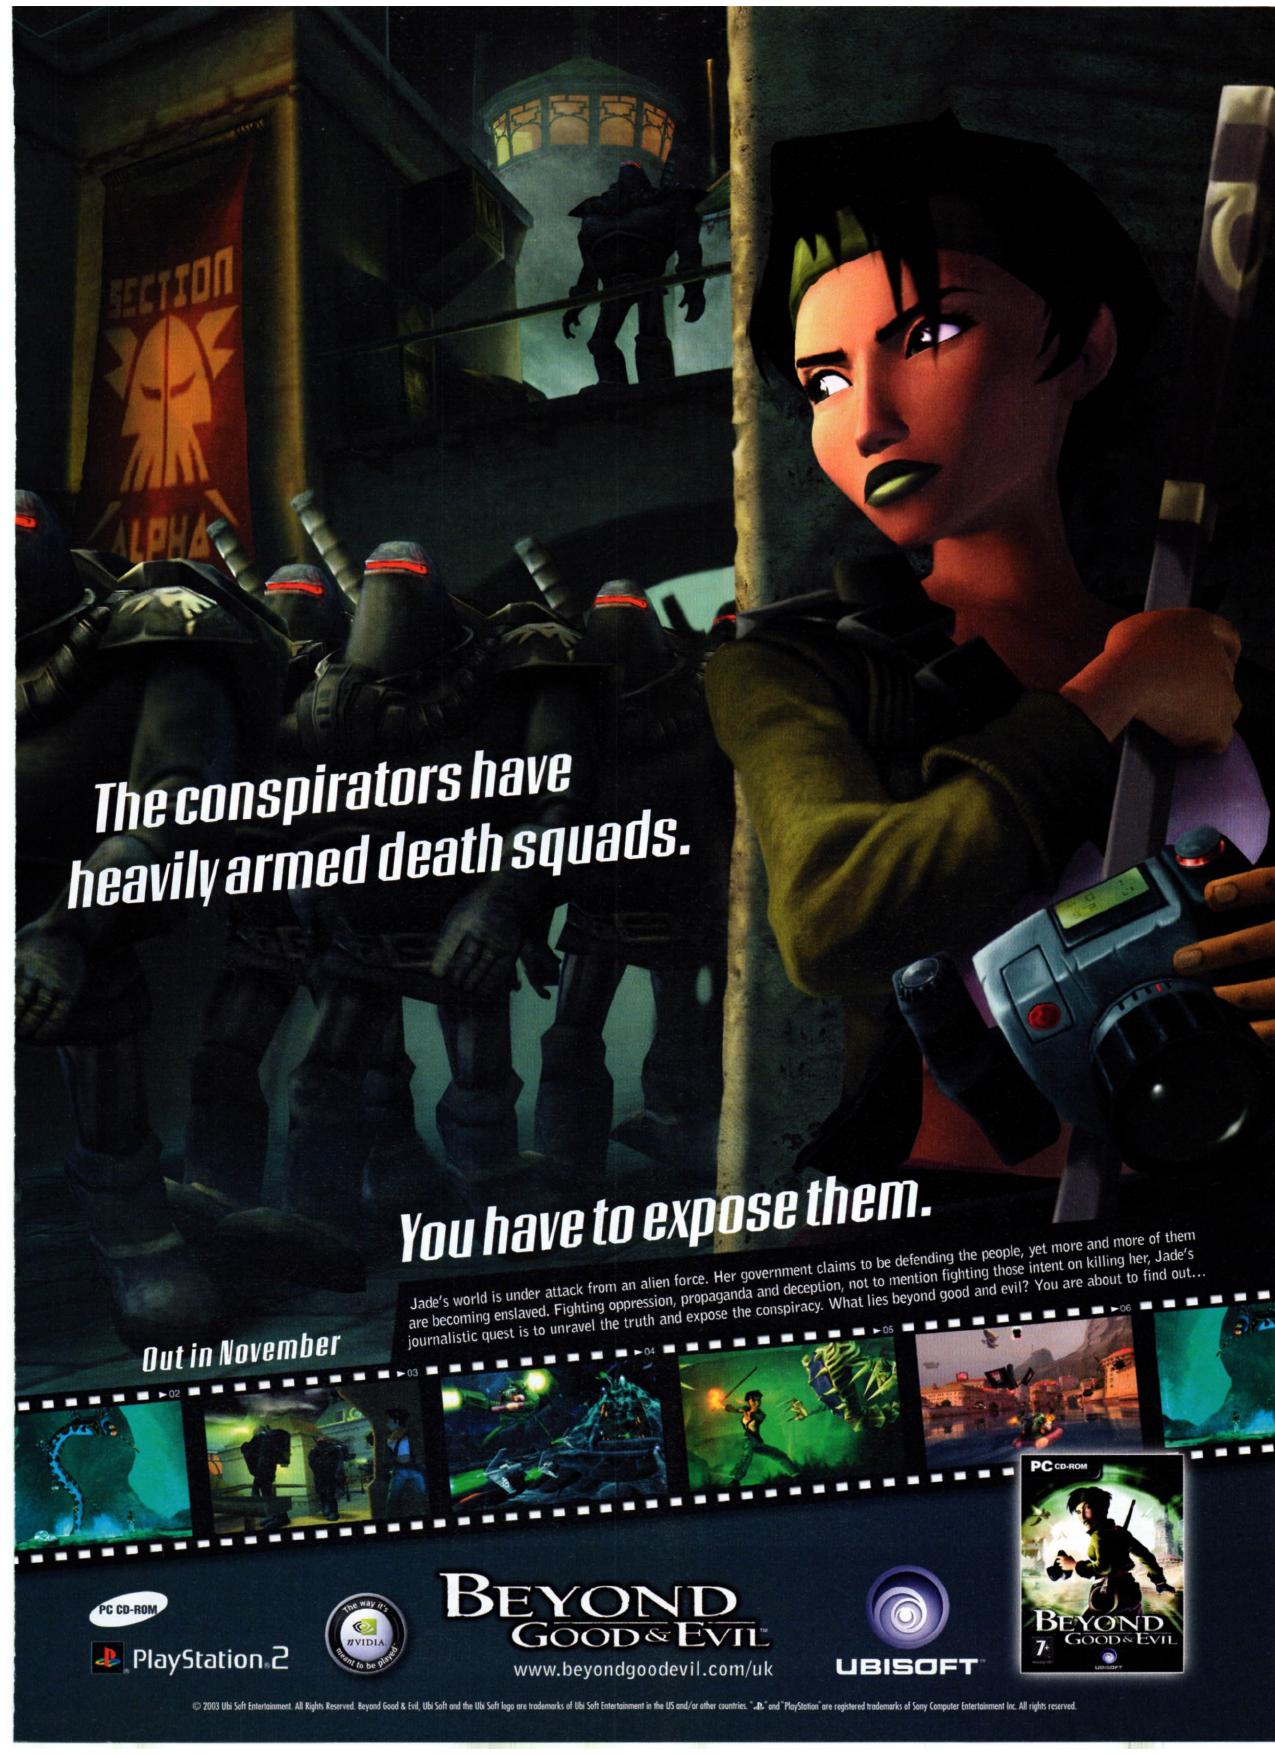 SECTION
ALPHA
The conspirators have
heavily armed death squads.
You have to expose them.
Jade's world is under attack from an alien force. Her government claims to be defending the people, yet more and more of them
are becoming enslaved. Fighting oppression, propaganda and deception, not to mention fighting those intent on killing her, Jade's
journalistic quest is to unravel the truth and expose the conspiracy. What lies beyond good and evil? You are about to find out...
Out in November
▸02
▸03
▸04
▸05
▸06
PC CD-ROM
BEYOND
GOOD & EVIL
7+
UBISOFT
PC CD-ROM
PlayStation®2
The way it's
nVIDIA.
meant to be played
BEYOND
GOOD & EVIL™
www.beyondgoodevil.com/uk
UBISOFT™
© 2003 Ubi Soft Entertainment. All Rights Reserved. Beyond Good & Evil, Ubi Soft and the Ubi Soft logo are trademarks of Ubi Soft Entertainment in the US and/or other countries. "PS" and "PlayStation" are registered trademarks of Sony Computer Entertainment Inc. All rights reserved.